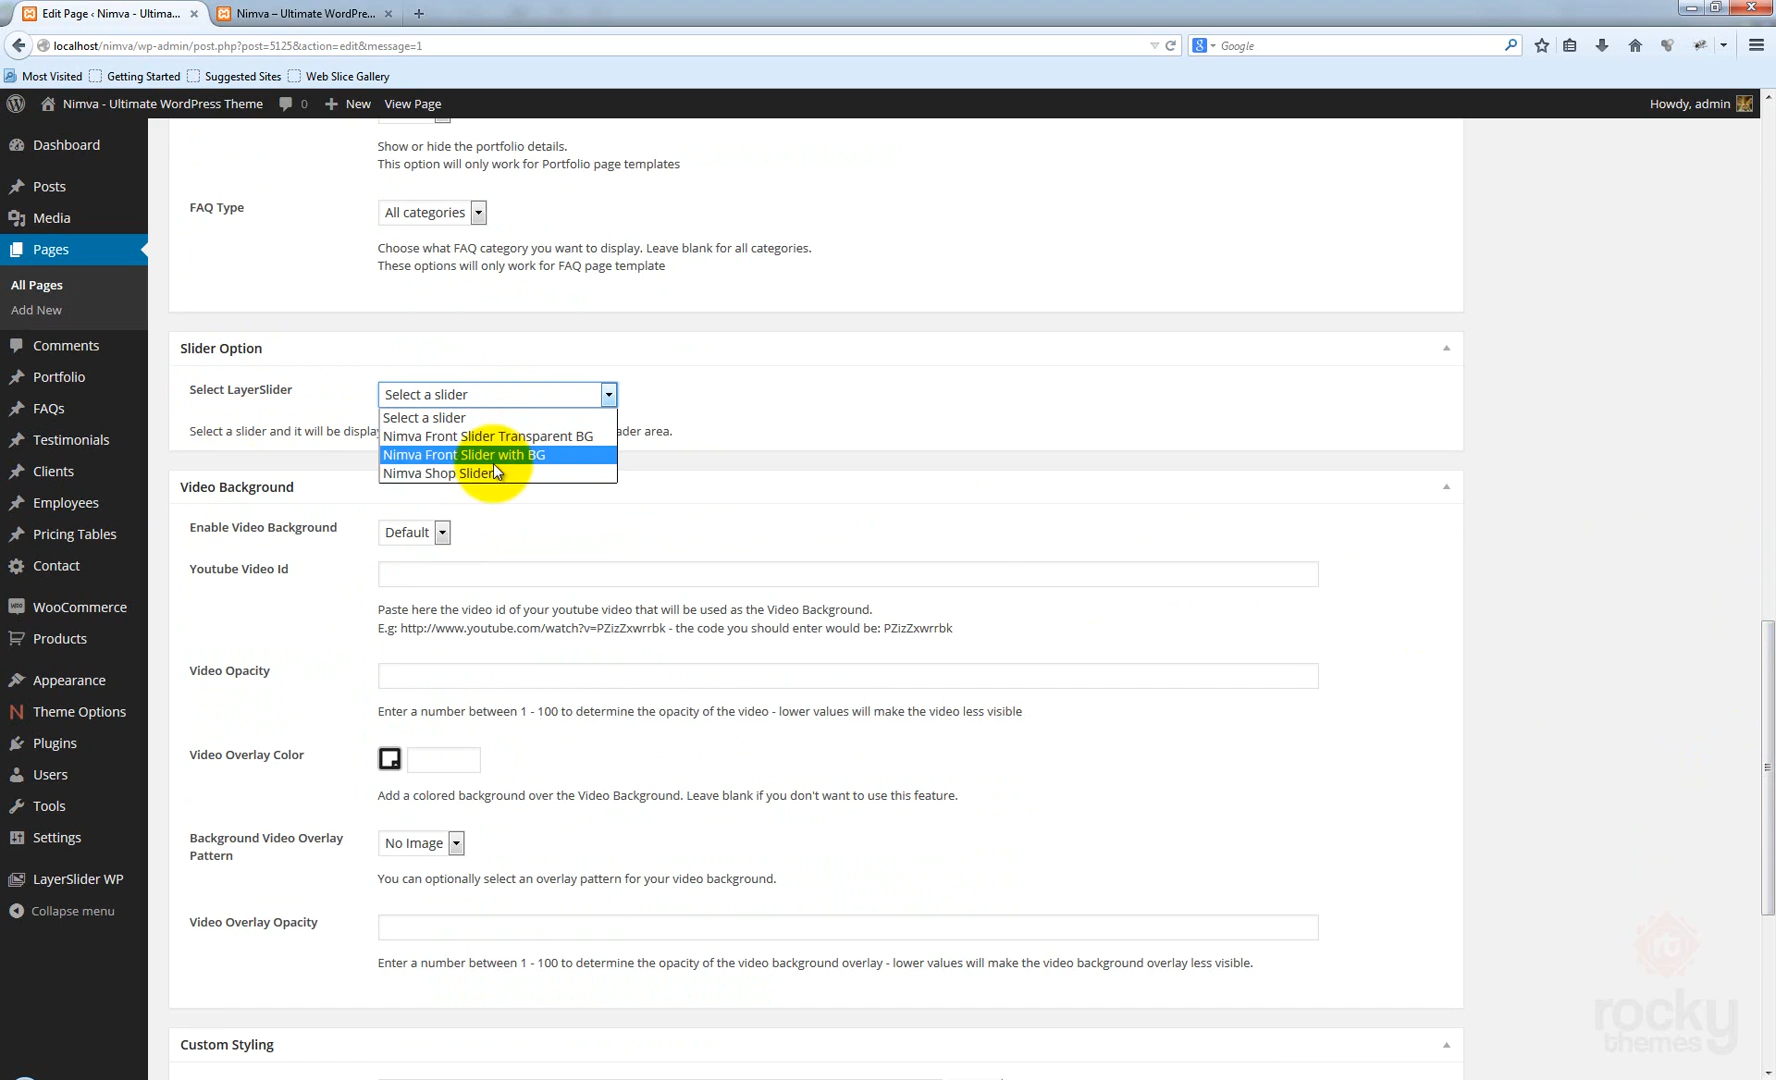 Edit Page ‹ Nimva - Ultima...
Nimva – Ultimate WordPre...
localhost/nimva/wp-admin/post.php?post=5125&action=edit&message=1
Google
Most Visited
Getting Started
Suggested Sites
Web Slice Gallery
Nimva - Ultimate WordPress Theme
0
New
View Page
Howdy, admin
Dashboard
Posts
Media
Pages
All Pages
Add New
Comments
Portfolio
FAQs
Testimonials
Clients
Employees
Pricing Tables
Contact
WooCommerce
Products
Appearance
Theme Options
Plugins
Users
Tools
Settings
LayerSlider WP
Collapse menu
Show or hide the portfolio details.
This option will only work for Portfolio page templates
FAQ Type
All categories
Choose what FAQ category you want to display. Leave blank for all categories.
These options will only work for FAQ page template
Slider Option
Select LayerSlider
Select a slider
Select a slider
Nimva Front Slider Transparent BG
Nimva Front Slider with BG
Nimva Shop Slider
Select a slider and it will be display
ader area.
Video Background
Enable Video Background
Default
Youtube Video Id
Paste here the video id of your youtube video that will be used as the Video Background.
E.g: http://www.youtube.com/watch?v=PZizZxwrrbk - the code you should enter would be: PZizZxwrrbk
Video Opacity
Enter a number between 1 - 100 to determine the opacity of the video - lower values will make the video less visible
Video Overlay Color
Add a colored background over the Video Background. Leave blank if you don't want to use this feature.
Background Video Overlay
Pattern
No Image
You can optionally select an overlay pattern for your video background.
Video Overlay Opacity
Enter a number between 1 - 100 to determine the opacity of the video background overlay - lower values will make the video background overlay less visible.
Custom Styling
rocky
themes